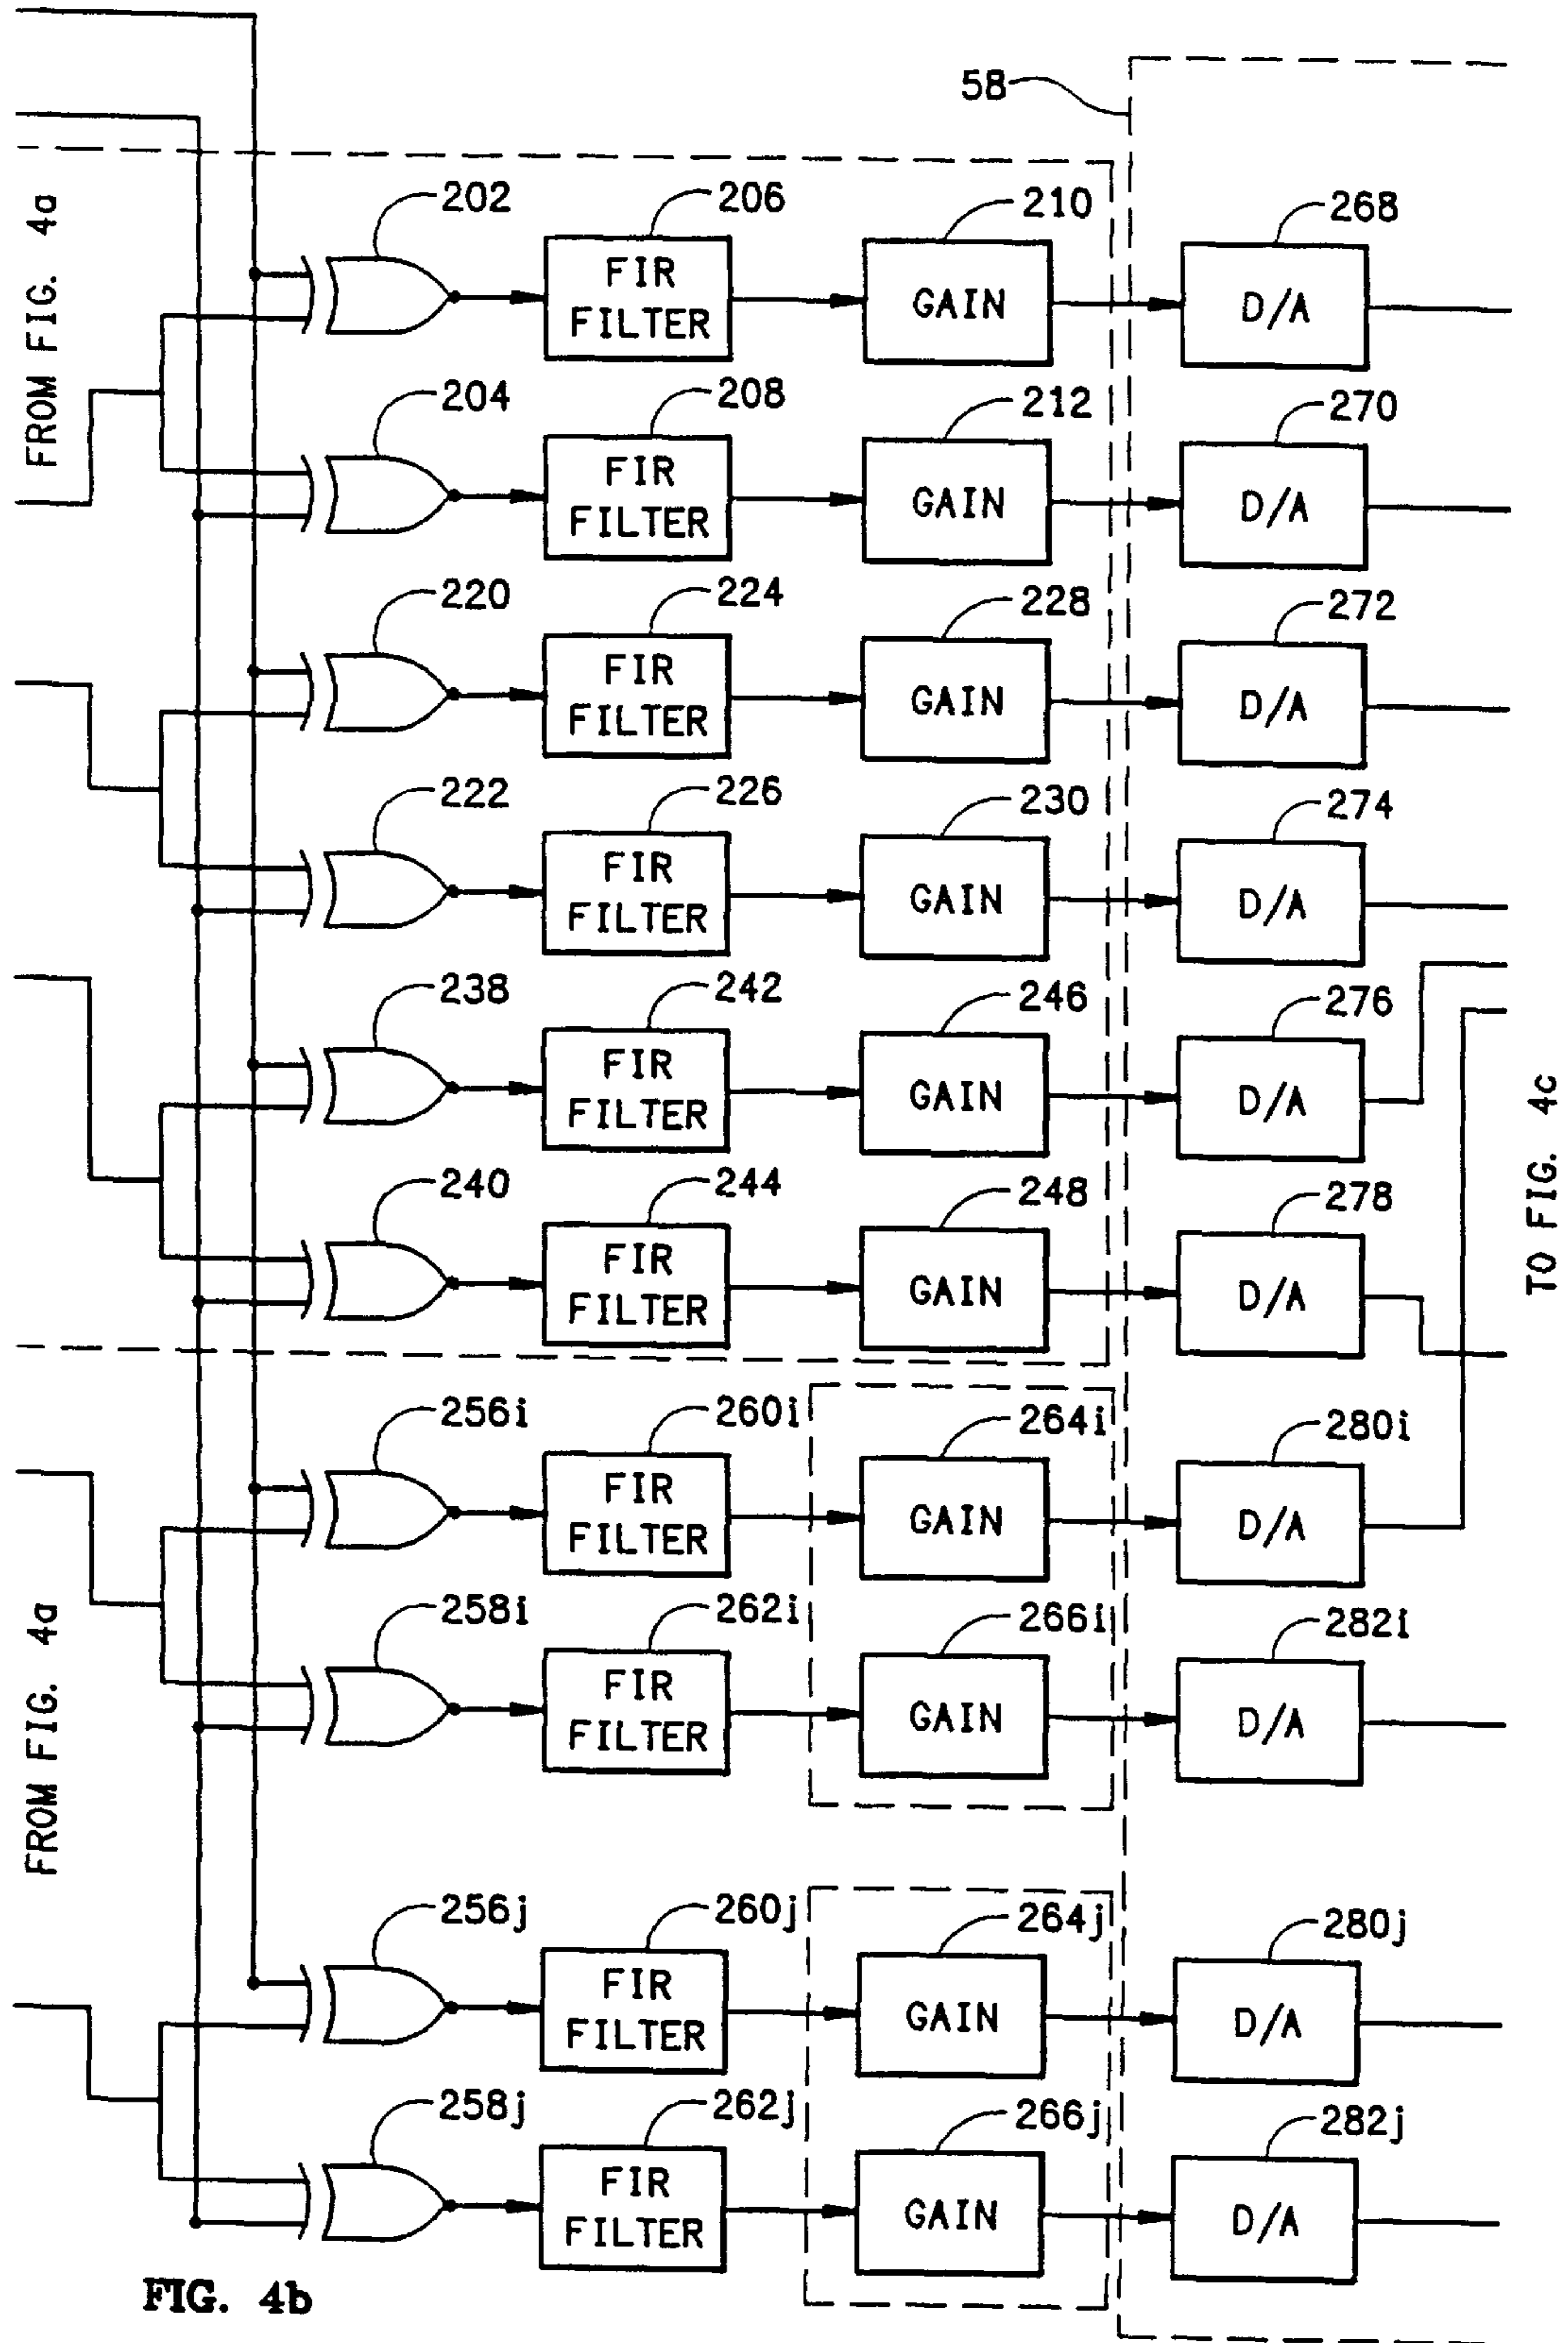 58
FROM FIG. 4a
202
206
210
268
FIR
FILTER
GAIN
D/A
204
208
212
270
FIR
FILTER
GAIN
D/A
220
224
228
272
FIR
FILTER
GAIN
D/A
222
226
230
274
FIR
FILTER
GAIN
D/A
238
242
246
276
FIR
FILTER
GAIN
D/A
TO FIG. 4c
240
244
248
278
FIR
FILTER
GAIN
D/A
FROM FIG. 4a
256i
260i
264i
280i
FIR
FILTER
GAIN
D/A
258i
262i
266i
282i
FIR
FILTER
GAIN
D/A
256j
260j
264j
280j
FIR
FILTER
GAIN
D/A
258j
262j
266j
282j
FIR
FILTER
GAIN
D/A
FIG. 4b